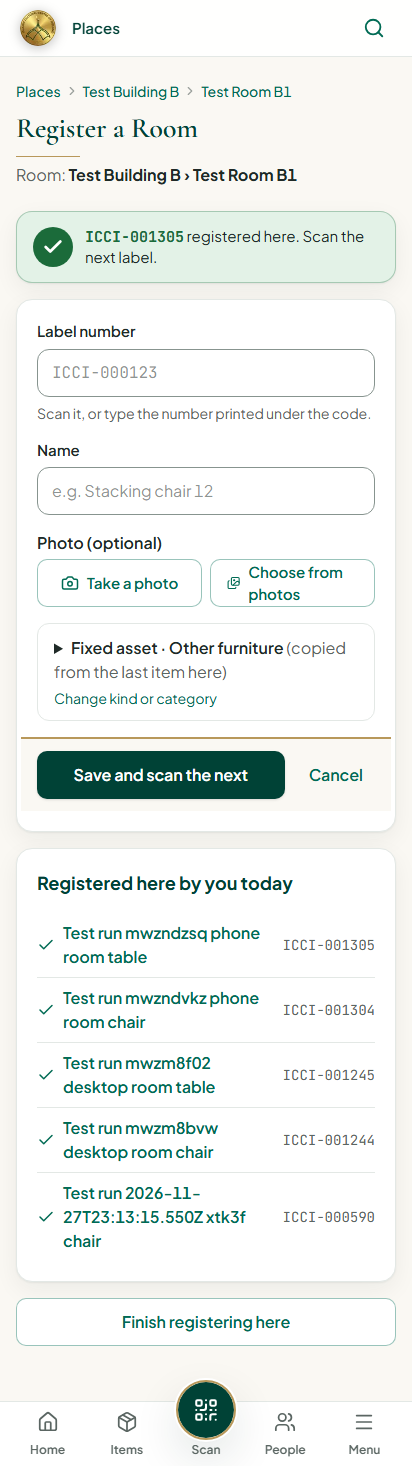 Places
Places > Test Building B > Test Room B1
Register a Room
Room: Test Building B › Test Room B1
ICCI-001305 registered here. Scan the
next label.
Label number
ICCI-000123
Scan it, or type the number printed under the code.
Name
e.g. Stacking chair 12
Photo (optional)
Take a photo
Choose from
photos
Fixed asset · Other furniture (copied
from the last item here)
Change kind or category
Save and scan the next
Cancel
Registered here by you today
Test run mwzndzsq phone
room table
ICCI-001305
Test run mwzndvkz phone
room chair
ICCI-001304
Test run mwzm8f02
desktop room table
ICCI-001245
Test run mwzm8bvw
desktop room chair
ICCI-001244
Test run 2026-11-
27T23:13:15.550Z xtk3f
chair
ICCI-000590
Finish registering here
Home
Items
Scan
People
Menu